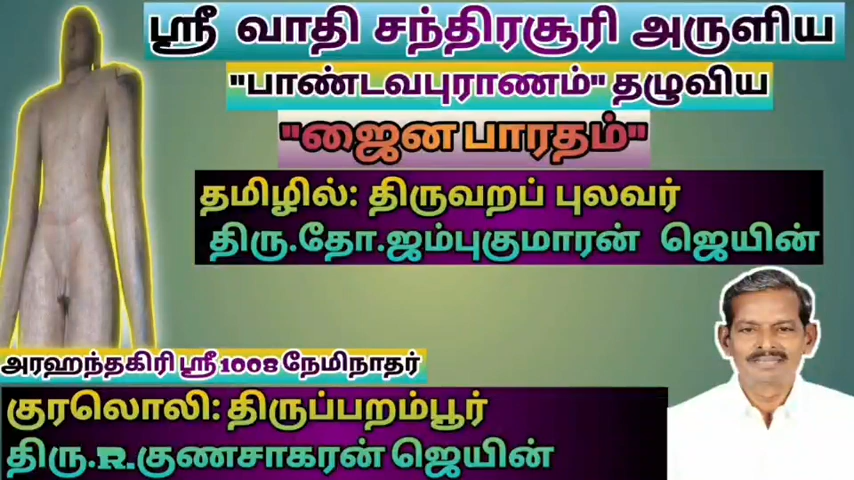 ஸ்ரீ வாதி சந்திரசூரி அருளிய
"பாண்டவபுராணம்" தழுவிய
"ஜைன பாரதம்"
தமிழில்: திருவறப் புலவர்
திரு.தோ.ஜம்புகுமாரன் ஜெயின்
அரஹந்தகிரி ஸ்ரீ 1008 நேமிநாதர்
குரலொலி: திருப்பறம்பூர்
திரு.R.குணசாகரன் ஜெயின்